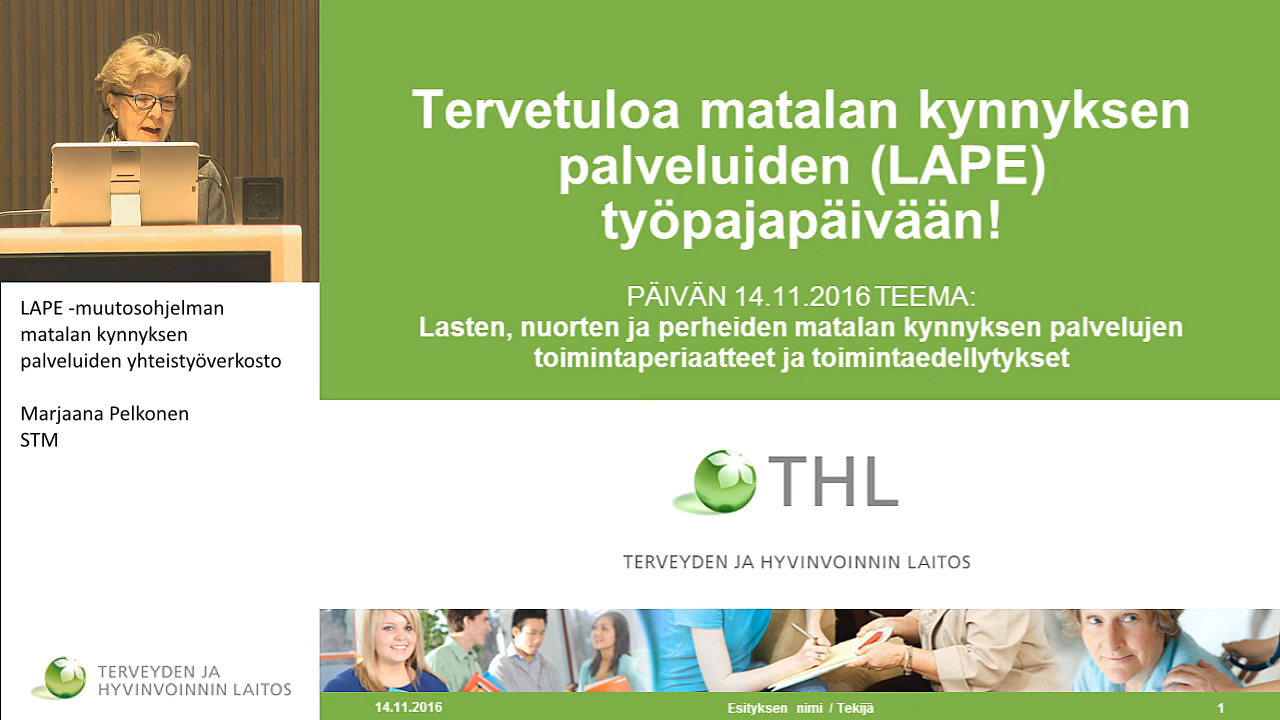 Tervetuloa matalan kynnyksen
palveluiden (LAPE)
työpajapäivään!
PÄIVÄN 14.11.2016 TEEMA:
Lasten, nuorten ja perheiden matalan kynnyksen palvelujen
toimintaperiaatteet ja toimintaedellytykset
LAPE -muutosohjelman
matalan kynnyksen
palveluiden yhteistyöverkosto
Marjaana Pelkonen
STM
THL
TERVEYDEN JA HYVINVOINNIN LAITOS
TERVEYDEN JA
HYVINVOINNIN LAITOS
14.11.2016
Esityksen nimi / Tekijä
1